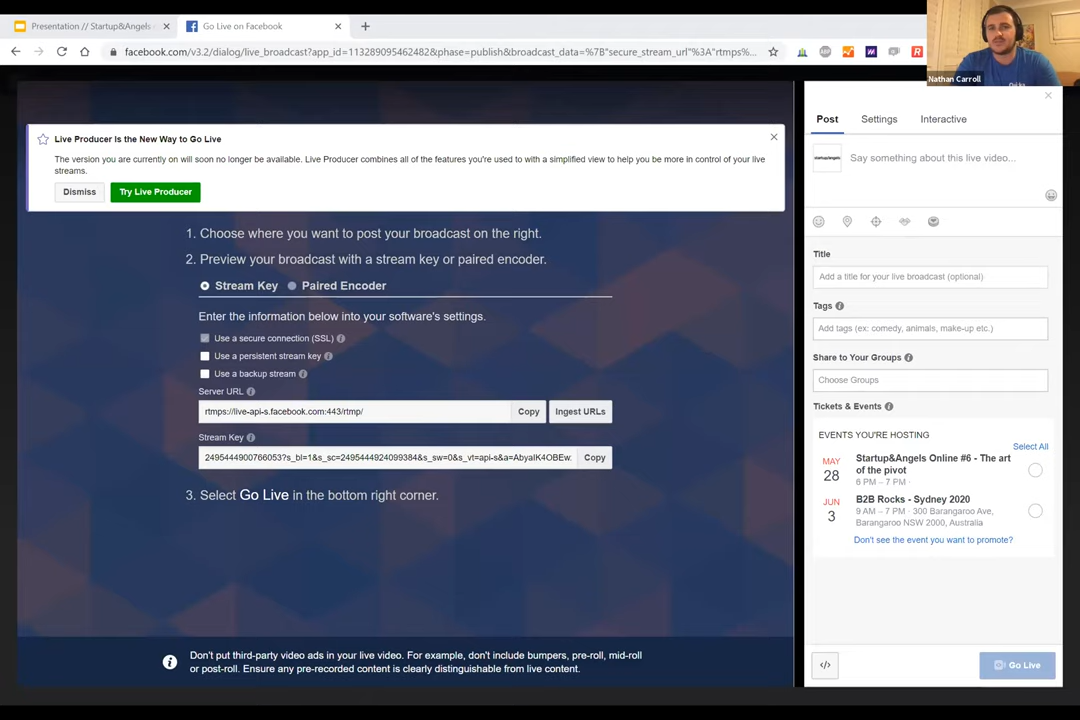 Presentation // Startup&Angels
Go Live on Facebook
facebook.com/v3.2/dialog/live_broadcast?app_id=113289095462482&phase=publish&broadcast_data=%7B"secure_stream_url"%3A"rtmps%...
Nathan Carroll
Live Producer Is the New Way to Go Live
The version you are currently on will soon no longer be available. Live Producer combines all of the features you're used to with a simplified view to help you be more in control of your live
streams.
Dismiss
Try Live Producer
1. Choose where you want to post your broadcast on the right.
2. Preview your broadcast with a stream key or paired encoder.
Stream Key
Paired Encoder
Enter the information below into your software's settings.
Use a secure connection (SSL)
Use a persistent stream key
Use a backup stream
Server URL
rtmps://live-api-s.facebook.com:443/rtmp/
Copy
Ingest URLs
Stream Key
2495444900766053?s_bl=1&s_sc=2495444924099384&s_sw=0&s_vt=api-s&a=AbyaIK4OBEw:
Copy
3. Select Go Live in the bottom right corner.
Don't put third-party video ads in your live video. For example, don't include bumpers, pre-roll, mid-roll
or post-roll. Ensure any pre-recorded content is clearly distinguishable from live content.
Post
Settings
Interactive
startup/angels
Say something about this live video...
Title
Add a title for your live broadcast (optional)
Tags
Add tags (ex: comedy, animals, make-up etc.)
Share to Your Groups
Choose Groups
Tickets & Events
EVENTS YOU'RE HOSTING
Select All
MAY
28
Startup&Angels Online #6 - The art
of the pivot
6 PM – 7 PM ·
JUN
3
B2B Rocks - Sydney 2020
9 AM – 7 PM · 300 Barangaroo Ave,
Barangaroo NSW 2000, Australia
Don't see the event you want to promote?
</>
Go Live